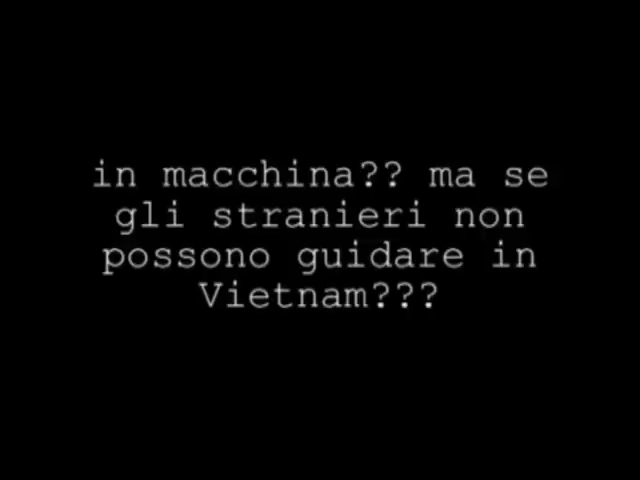 in macchina?? ma se
gli stranieri non
possono guidare in
Vietnam???